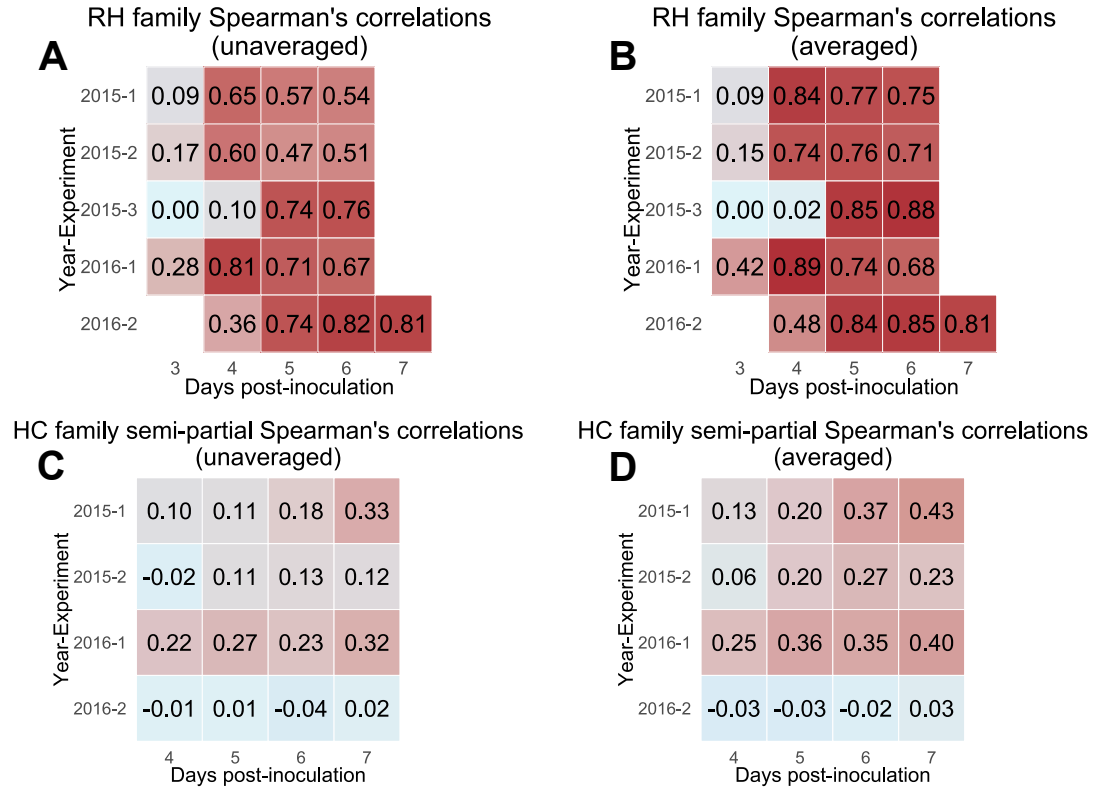 RH family Spearman's correlations
(unaveraged)
A
Year-Experiment
2015-1 0.09 0.65 0.57 0.54
2015-2 0.17 0.60 0.47 0.51
2015-3 0.00 0.10 0.74 0.76
2016-1 0.28 0.81 0.71 0.67
2016-2 0.36 0.74 0.82 0.81
3 4 5 6 7
Days post-inoculation
RH family Spearman's correlations
(averaged)
B
Year-Experiment
2015-1 0.09 0.84 0.77 0.75
2015-2 0.15 0.74 0.76 0.71
2015-3 0.00 0.02 0.85 0.88
2016-1 0.42 0.89 0.74 0.68
2016-2 0.48 0.84 0.85 0.81
3 4 5 6 7
Days post-inoculation
HC family semi-partial Spearman's correlations
(unaveraged)
C
Year-Experiment
2015-1 0.10 0.11 0.18 0.33
2015-2 -0.02 0.11 0.13 0.12
2016-1 0.22 0.27 0.23 0.32
2016-2 -0.01 0.01 -0.04 0.02
4 5 6 7
Days post-inoculation
HC family semi-partial Spearman's correlations
(averaged)
D
Year-Experiment
2015-1 0.13 0.20 0.37 0.43
2015-2 0.06 0.20 0.27 0.23
2016-1 0.25 0.36 0.35 0.40
2016-2 -0.03 -0.03 -0.02 0.03
4 5 6 7
Days post-inoculation